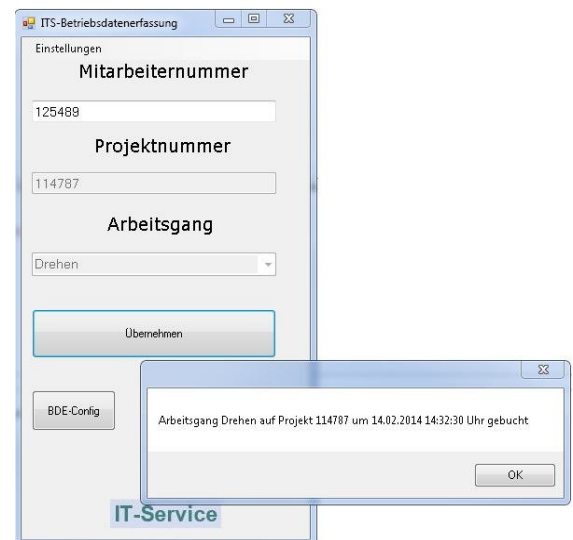 ITS-Betriebsdatenerfassung
Einstellungen
Mitarbeiternummer
125489
Projektnummer
114787
Arbeitsgang
Drehen
Übernehmen
BDE-Config
Arbeitsgang Drehen auf Projekt 114787 um 14.02.2014 14:32:30 Uhr gebucht
OK
IT-Service